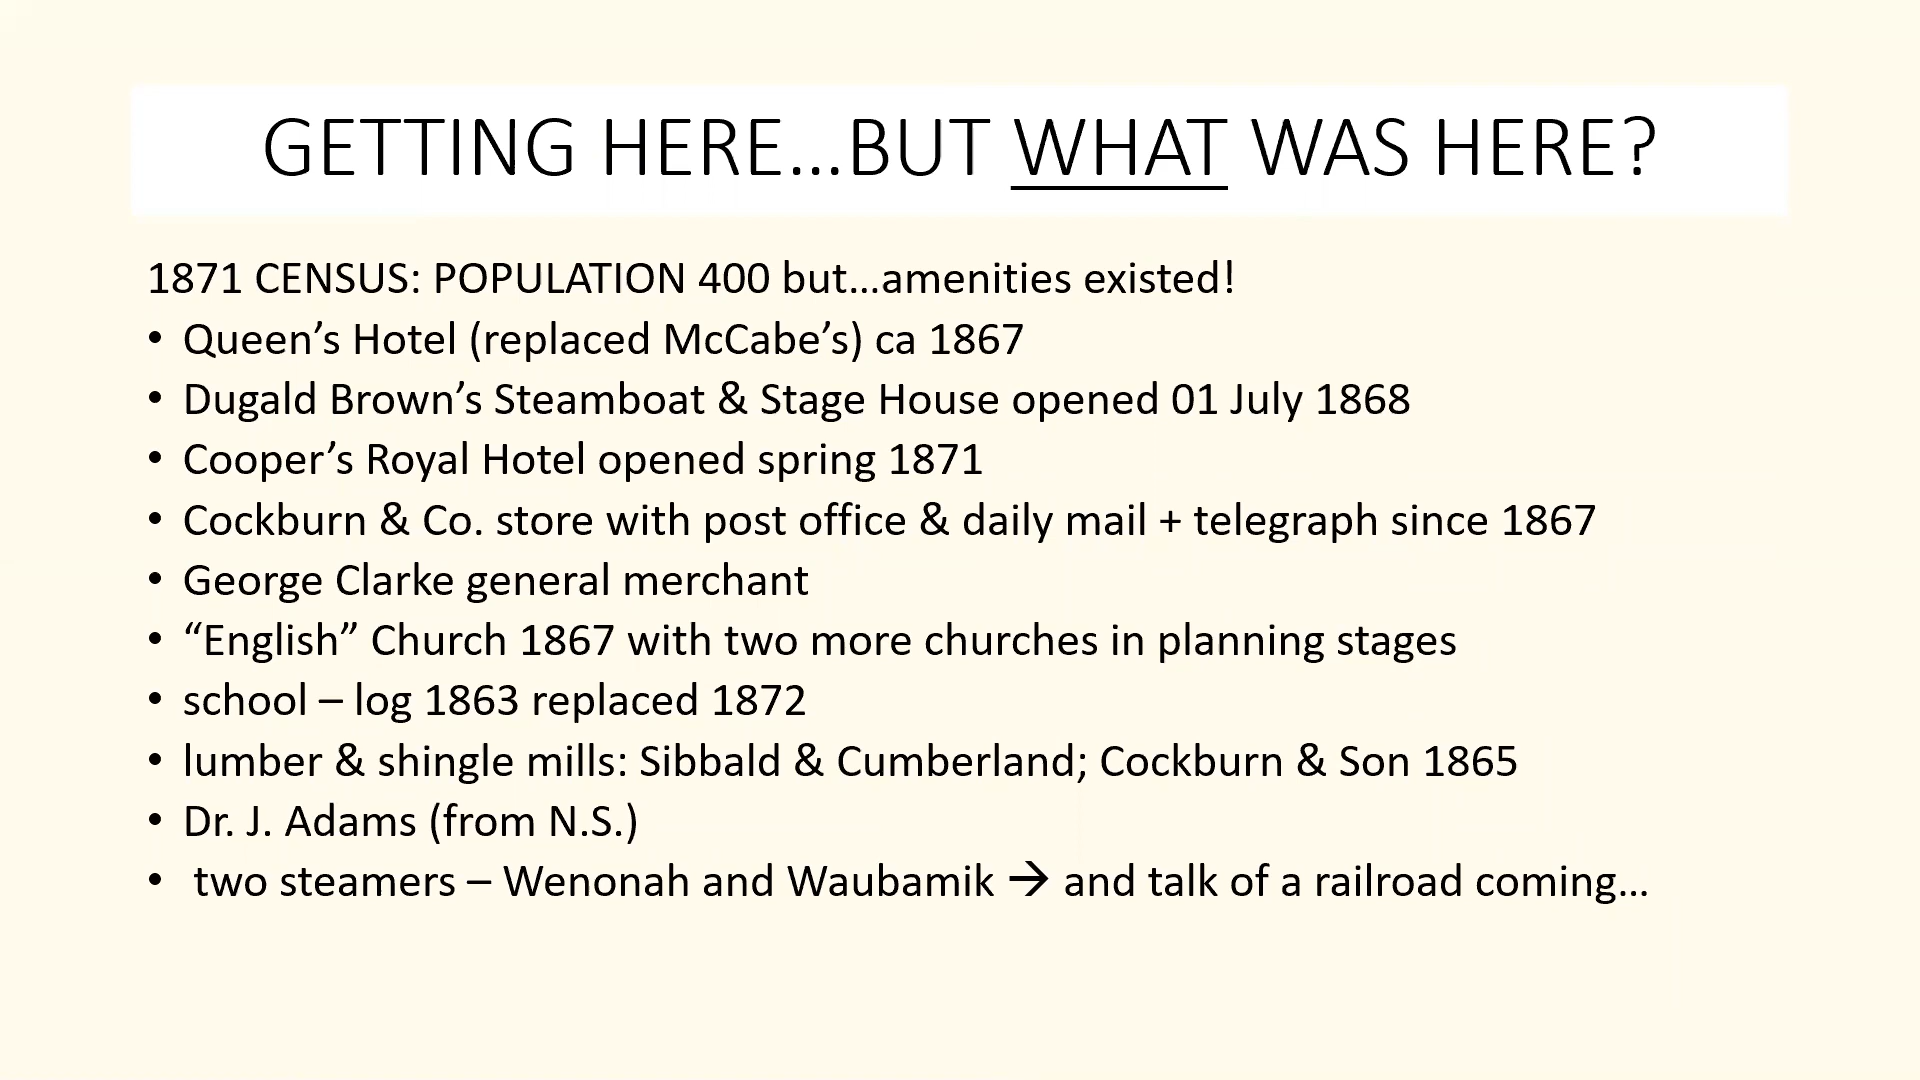 GETTING HERE…BUT WHAT WAS HERE?
1871 CENSUS: POPULATION 400 but…amenities existed!
• Queen’s Hotel (replaced McCabe’s) ca 1867
• Dugald Brown’s Steamboat & Stage House opened 01 July 1868
• Cooper’s Royal Hotel opened spring 1871
• Cockburn & Co. store with post office & daily mail + telegraph since 1867
• George Clarke general merchant
• “English” Church 1867 with two more churches in planning stages
• school – log 1863 replaced 1872
• lumber & shingle mills: Sibbald & Cumberland; Cockburn & Son 1865
• Dr. J. Adams (from N.S.)
• two steamers – Wenonah and Waubamik → and talk of a railroad coming…